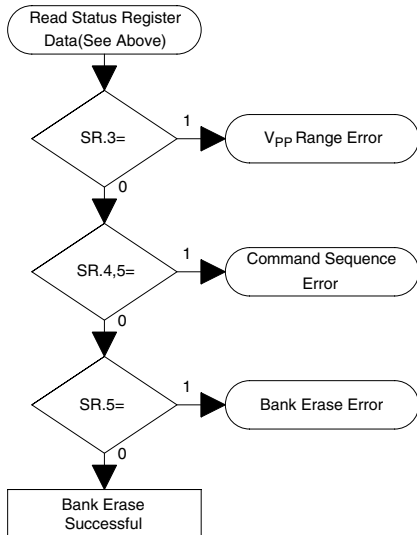 Read Status Register
Data(See Above)
SR.3=
1
VPP Range Error
0
SR.4,5=
1
Command Sequence
Error
0
SR.5=
1
Bank Erase Error
0
Bank Erase
Successful